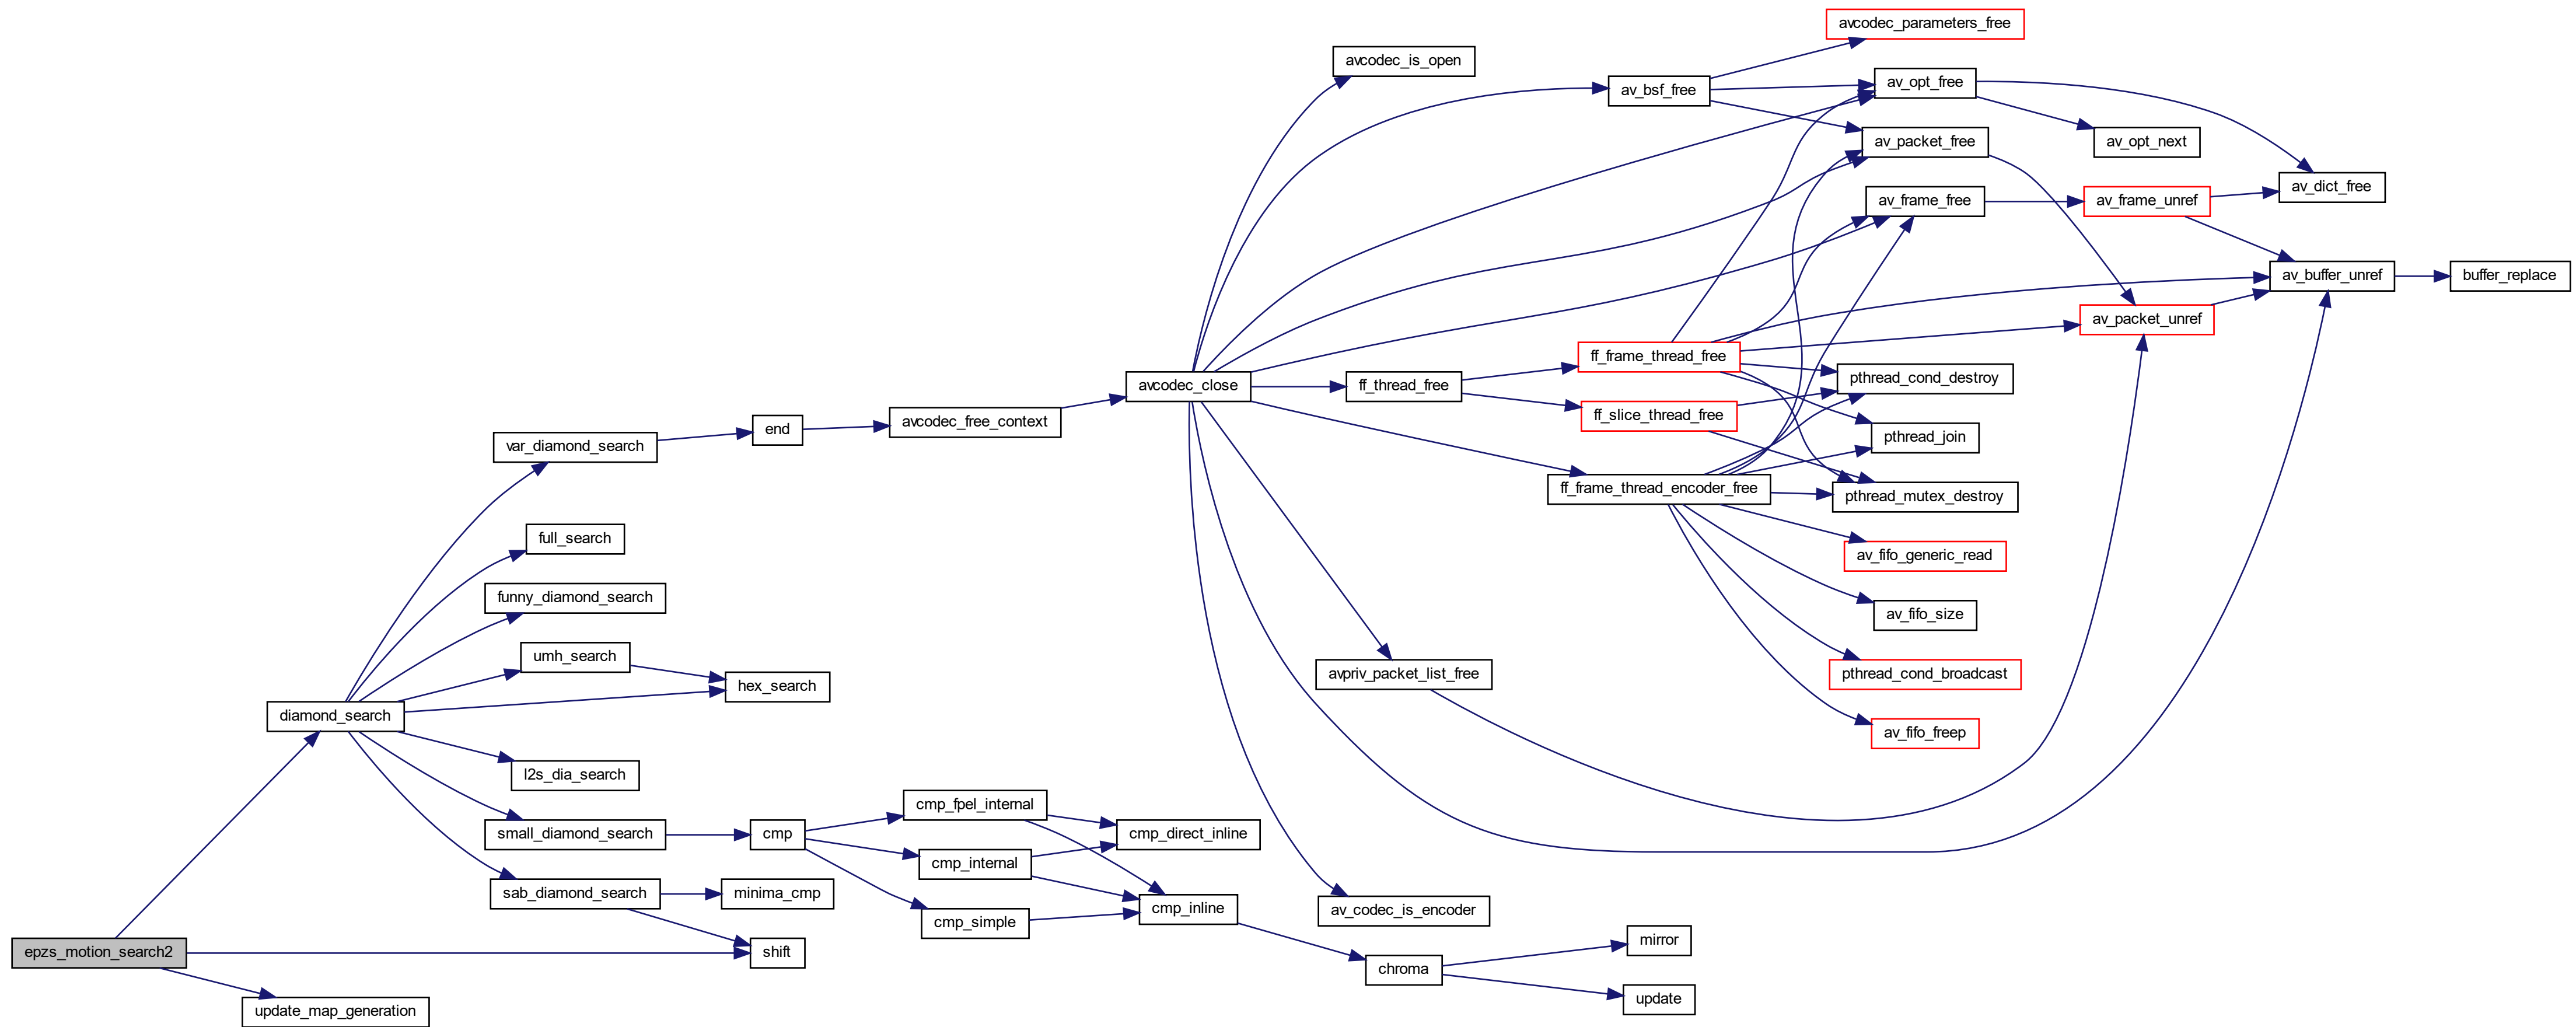 avcodec_parameters_free
avcodec_is_open
av_bsf_free
av_opt_free
av_packet_free
av_opt_next
av_dict_free
av_frame_free
av_frame_unref
av_buffer_unref
buffer_replace
av_packet_unref
ff_frame_thread_free
pthread_cond_destroy
avcodec_close
ff_thread_free
ff_slice_thread_free
end
avcodec_free_context
pthread_join
var_diamond_search
ff_frame_thread_encoder_free
pthread_mutex_destroy
full_search
av_fifo_generic_read
funny_diamond_search
av_fifo_size
umh_search
hex_search
avpriv_packet_list_free
pthread_cond_broadcast
diamond_search
av_fifo_freep
l2s_dia_search
cmp_fpel_internal
small_diamond_search
cmp
cmp_direct_inline
cmp_internal
sab_diamond_search
minima_cmp
cmp_inline
av_codec_is_encoder
cmp_simple
mirror
epzs_motion_search2
shift
chroma
update
update_map_generation